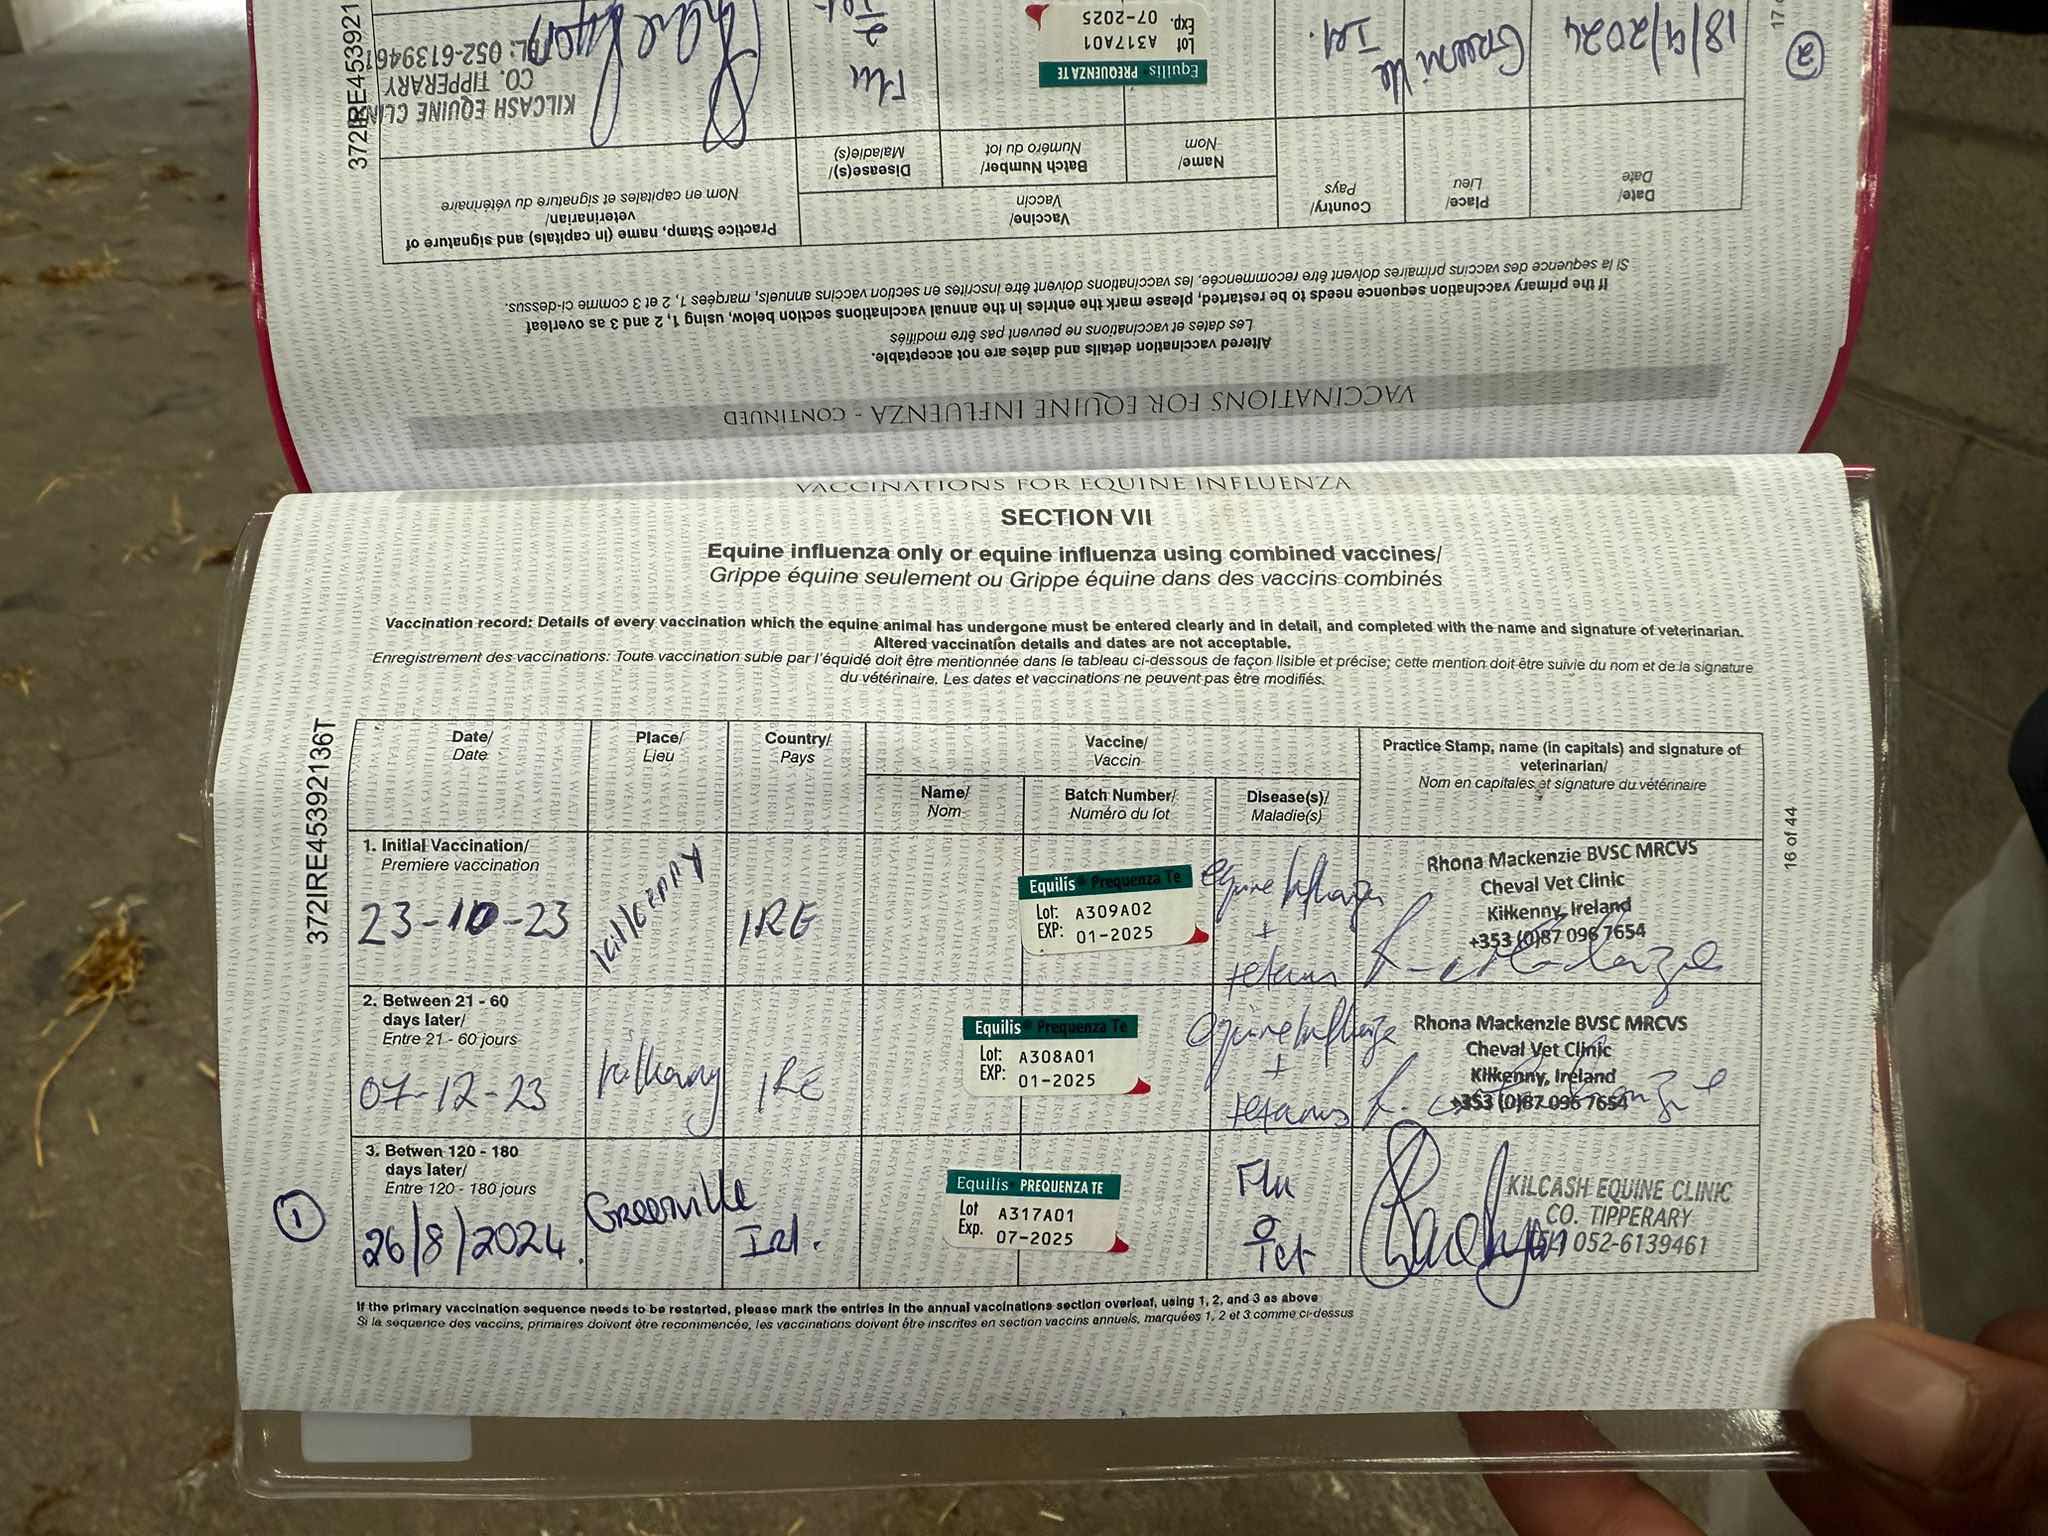 372IRE453921
17 o
2
Date/
Date
Place/
Lieu
Country/
Pays
Vaccine/
Vaccin
Name/
Nom
Batch Number/
Numéro du lot
Disease(s)/
Maladie(s)
Practice Stamp, name (in capitals) and signature of
veterinarian/
Nom en capitales et signature du vétérinaire
18/9/2024
Greenville
Irl.
Equilis PREQUENZA TE
Lot A317A01
Exp. 07-2025
Flu
KILCASH EQUINE CLIN
CO. TIPPERARY
TEL: 052-6139461
If the primary vaccination sequence needs to be restarted, please mark the entries in the annual vaccinations section below, using 1, 2 and 3 as overleaf
Si la sequence des vaccins primaires doivent être recommencée, les vaccinations doivent être inscrites en section vaccins annuels, marqées 1, 2 et 3 comme ci-dessus.
Altered vaccination details and dates are not acceptable.
Les dates et vaccinations ne peuvent pas être modifiés
VACCINATIONS FOR EQUINE INFLUENZA - CONTINUED
VACCINATIONS FOR EQUINE INFLUENZA
SECTION VII
Equine influenza only or equine influenza using combined vaccines/
Grippe équine seulement ou Grippe équine dans des vaccins combinés
Vaccination record: Details of every vaccination which the equine animal has undergone must be entered clearly and in detail, and completed with the name and signature of veterinarian.
Altered vaccination details and dates are not acceptable.
Enregistrement des vaccinations: Toute vaccination subie par l'équidé doit être mentionnée dans le tableau ci-dessous de façon lisible et précise; cette mention doit être suivie du nom et de la signature
du vétérinaire. Les dates et vaccinations ne peuvent pas être modifiés.
372IRE45392136T
16 of 44
Date/
Date
Place/
Lieu
Country/
Pays
Vaccine/
Vaccin
Name/
Nom
Batch Number/
Numéro du lot
Disease(s)/
Maladie(s)
Practice Stamp, name (in capitals) and signature of
veterinarian/
Nom en capitales et signature du vétérinaire
1. Initial Vaccination/
Premiere vaccination
23-10-23
Kilkenny
IRE
Equilis Prequenza Te
Lot: A309A02
EXP: 01-2025
equine Influenza
+
tetanus
Rhona Mackenzie BVSC MRCVS
Cheval Vet Clinic
Kilkenny, Ireland
+353 (0)87 096 7654
2. Between 21 - 60
days later/
Entre 21 - 60 jours
07-12-23
Kilkenny
IRE
Equilis Prequenza Te
Lot: A308A01
EXP: 01-2025
equine Influenza
+
tetanus
Rhona Mackenzie BVSC MRCVS
Cheval Vet Clinic
Kilkenny, Ireland
+353 (0)87 096 7654
1
3. Betwen 120 - 180
days later/
Entre 120 - 180 jours
26/8/2024.
Greenville
Irl.
Equilis PREQUENZA TE
Lot A317A01
Exp. 07-2025
Flu
Tet
KILCASH EQUINE CLINIC
CO. TIPPERARY
052-6139461
If the primary vaccination sequence needs to be restarted, please mark the entries in the annual vaccinations section overleaf, using 1, 2, and 3 as above
Si la séquence des vaccins, primaires doivent être recommencée, les vaccinations doivent être inscrites en section vaccins annuels, marquées 1, 2 et 3 comme ci-dessus